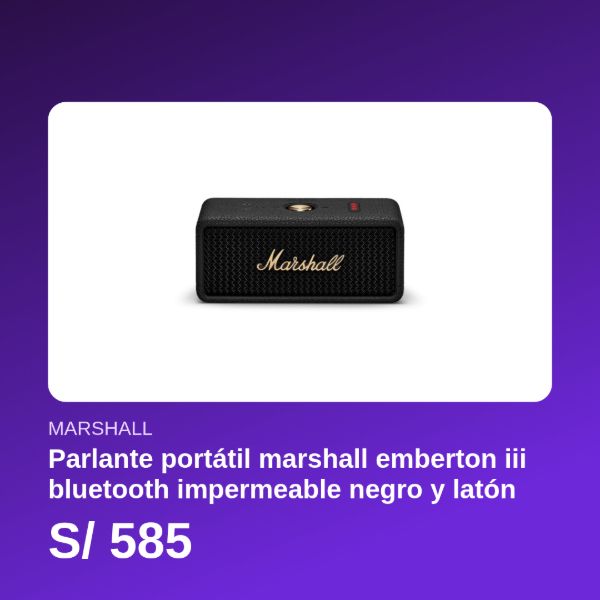 Marshall
MARSHALL
Parlante portátil marshall emberton iii
bluetooth impermeable negro y latón
S/ 585